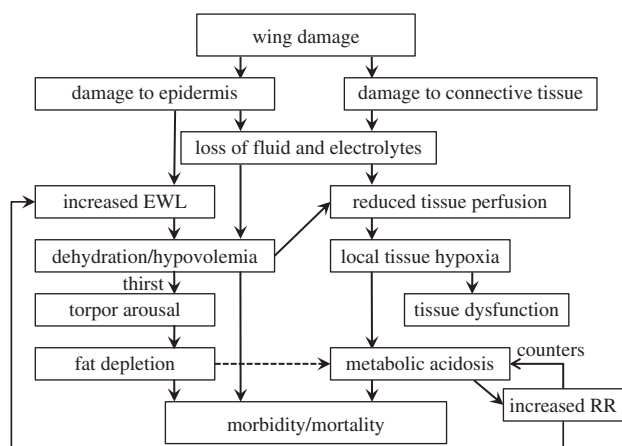 wing damage
damage to epidermis
damage to connective tissue
loss of fluid and electrolytes
increased EWL
reduced tissue perfusion
dehydration/hypovolemia
local tissue hypoxia
thirst
torpor arousal
tissue dysfunction
fat depletion
metabolic acidosis
counters
increased RR
morbidity/mortality